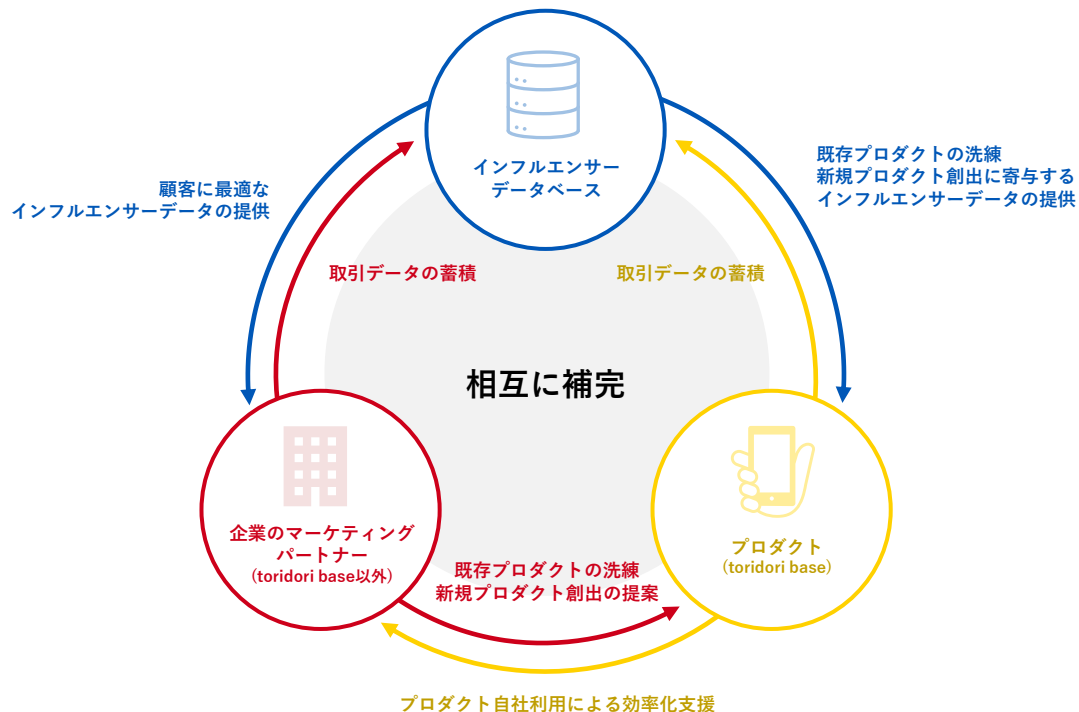 インフルエンサー
データベース
顧客に最適な
インフルエンサーデータの提供
既存プロダクトの洗練
新規プロダクト創出に寄与する
インフルエンサーデータの提供
取引データの蓄積
取引データの蓄積
相互に補完
企業のマーケティング
パートナー
(toridori base以外)
プロダクト
(toridori base)
既存プロダクトの洗練
新規プロダクト創出の提案
プロダクト自社利用による効率化支援